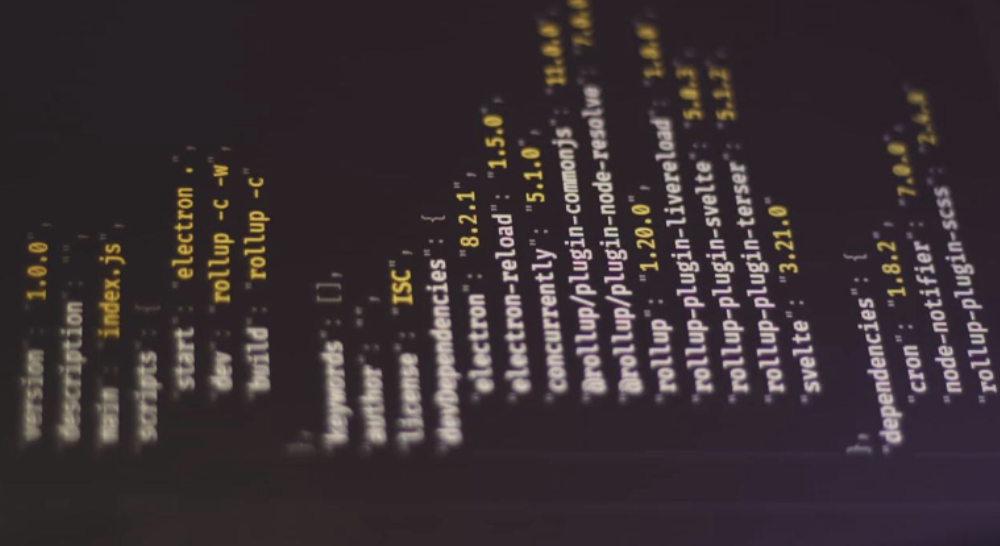 "version": "1.0.0",
"description": "",
"main": "index.js",
"scripts": {
"start": "electron .",
"dev": "rollup -c -w",
"build": "rollup -c"
},
"keywords": [],
"author": "",
"license": "ISC",
"devDependencies": {
"electron": "8.2.1",
"electron-reload": "1.5.0",
"concurrently": "5.1.0",
"@rollup/plugin-commonjs": "11.0.0",
"@rollup/plugin-node-resolve": "7.0.0
"rollup": "1.20.0",
"rollup-plugin-livereload": "1.0.0",
"rollup-plugin-svelte": "5.0.3",
"rollup-plugin-terser": "5.1.2",
"svelte": "3.21.0"
},
"dependencies": {
"cron": "1.8.2",
"node-notifier": "7.0.0",
"rollup-plugin-scss": "2.4.0"